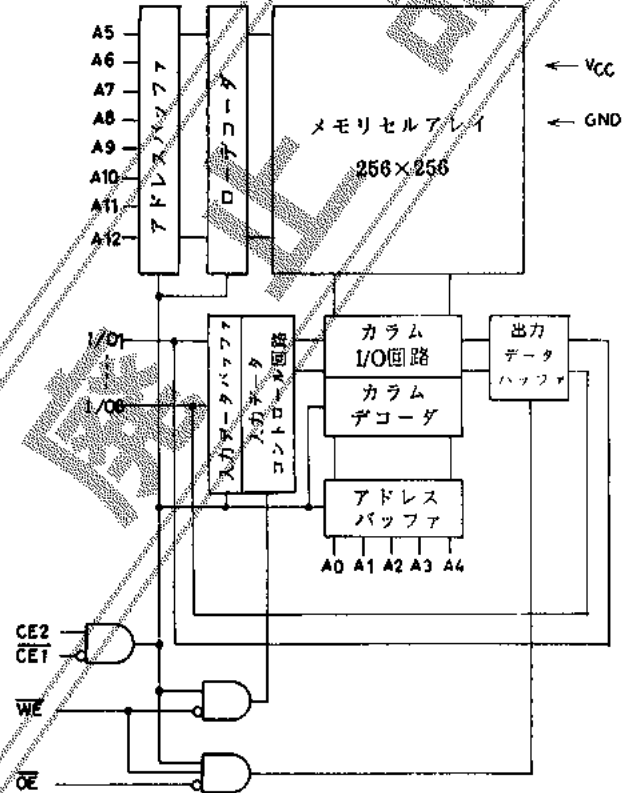 A5
A6
A7
A8
A9
A10
A11
A12
アドレスバッファ
ローデコーダ
メモリセルアレイ
256×256
VCC
GND
I/O1
I/O8
入力データバッファ
入力データ
コントロール回路
カラム
I/O回路
カラム
デコーダ
出力
データ
バッファ
アドレス
バッファ
A0 A1 A2 A3 A4
CE2
C̅E̅1̅
W̅E̅
O̅E̅